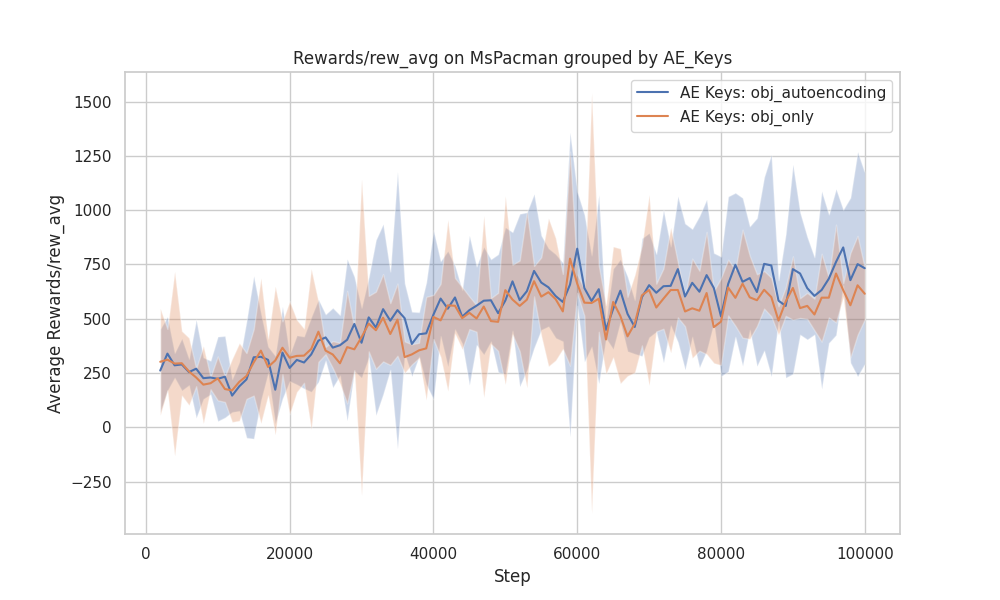 Rewards/rew_avg on MsPacman grouped by AE_Keys
AE Keys: obj_autoencoding
AE Keys: obj_only
Average Rewards/rew_avg
1500
1250
1000
750
500
250
0
−250
0
20000
40000
60000
80000
100000
Step